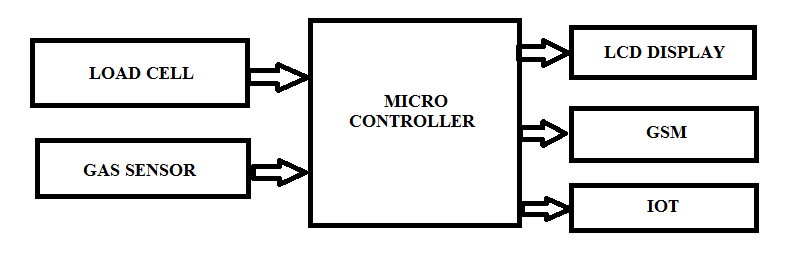 LOAD CELL
GAS SENSOR
MICRO
CONTROLLER
LCD DISPLAY
GSM
IOT